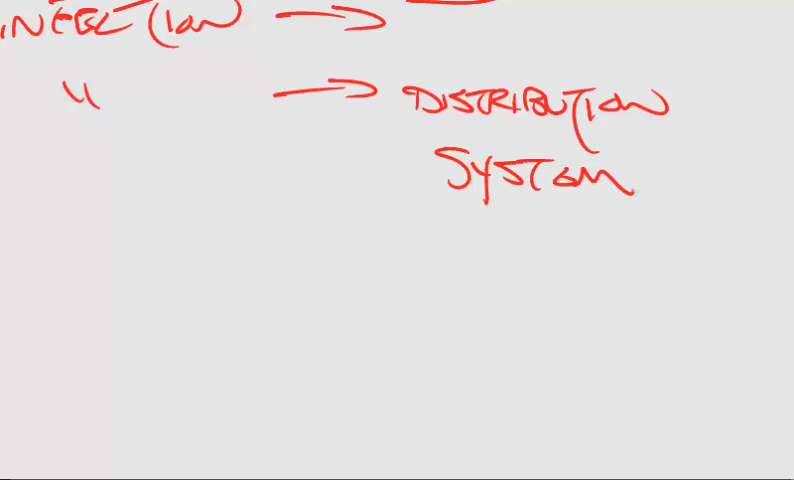 INFECTION →
" → DISTRIBUTION
SYSTEM